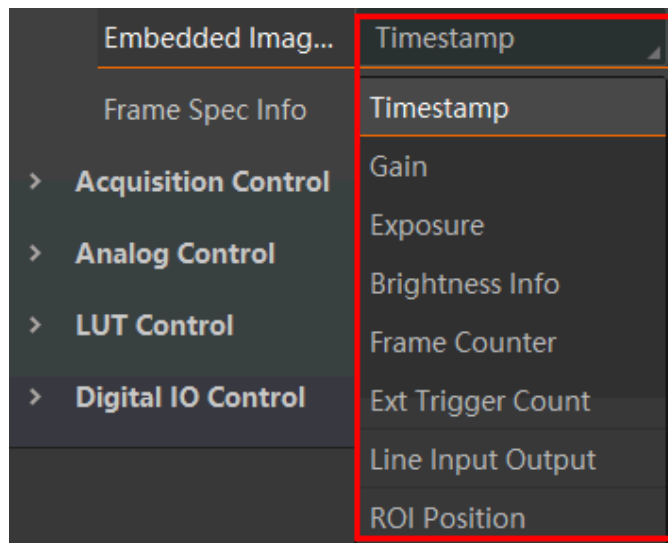 Embedded Imag... Timestamp
Frame Spec Info
> Acquisition Control
> Analog Control
> LUT Control
> Digital IO Control
Timestamp
Gain
Exposure
Brightness Info
Frame Counter
Ext Trigger Count
Line Input Output
ROI Position